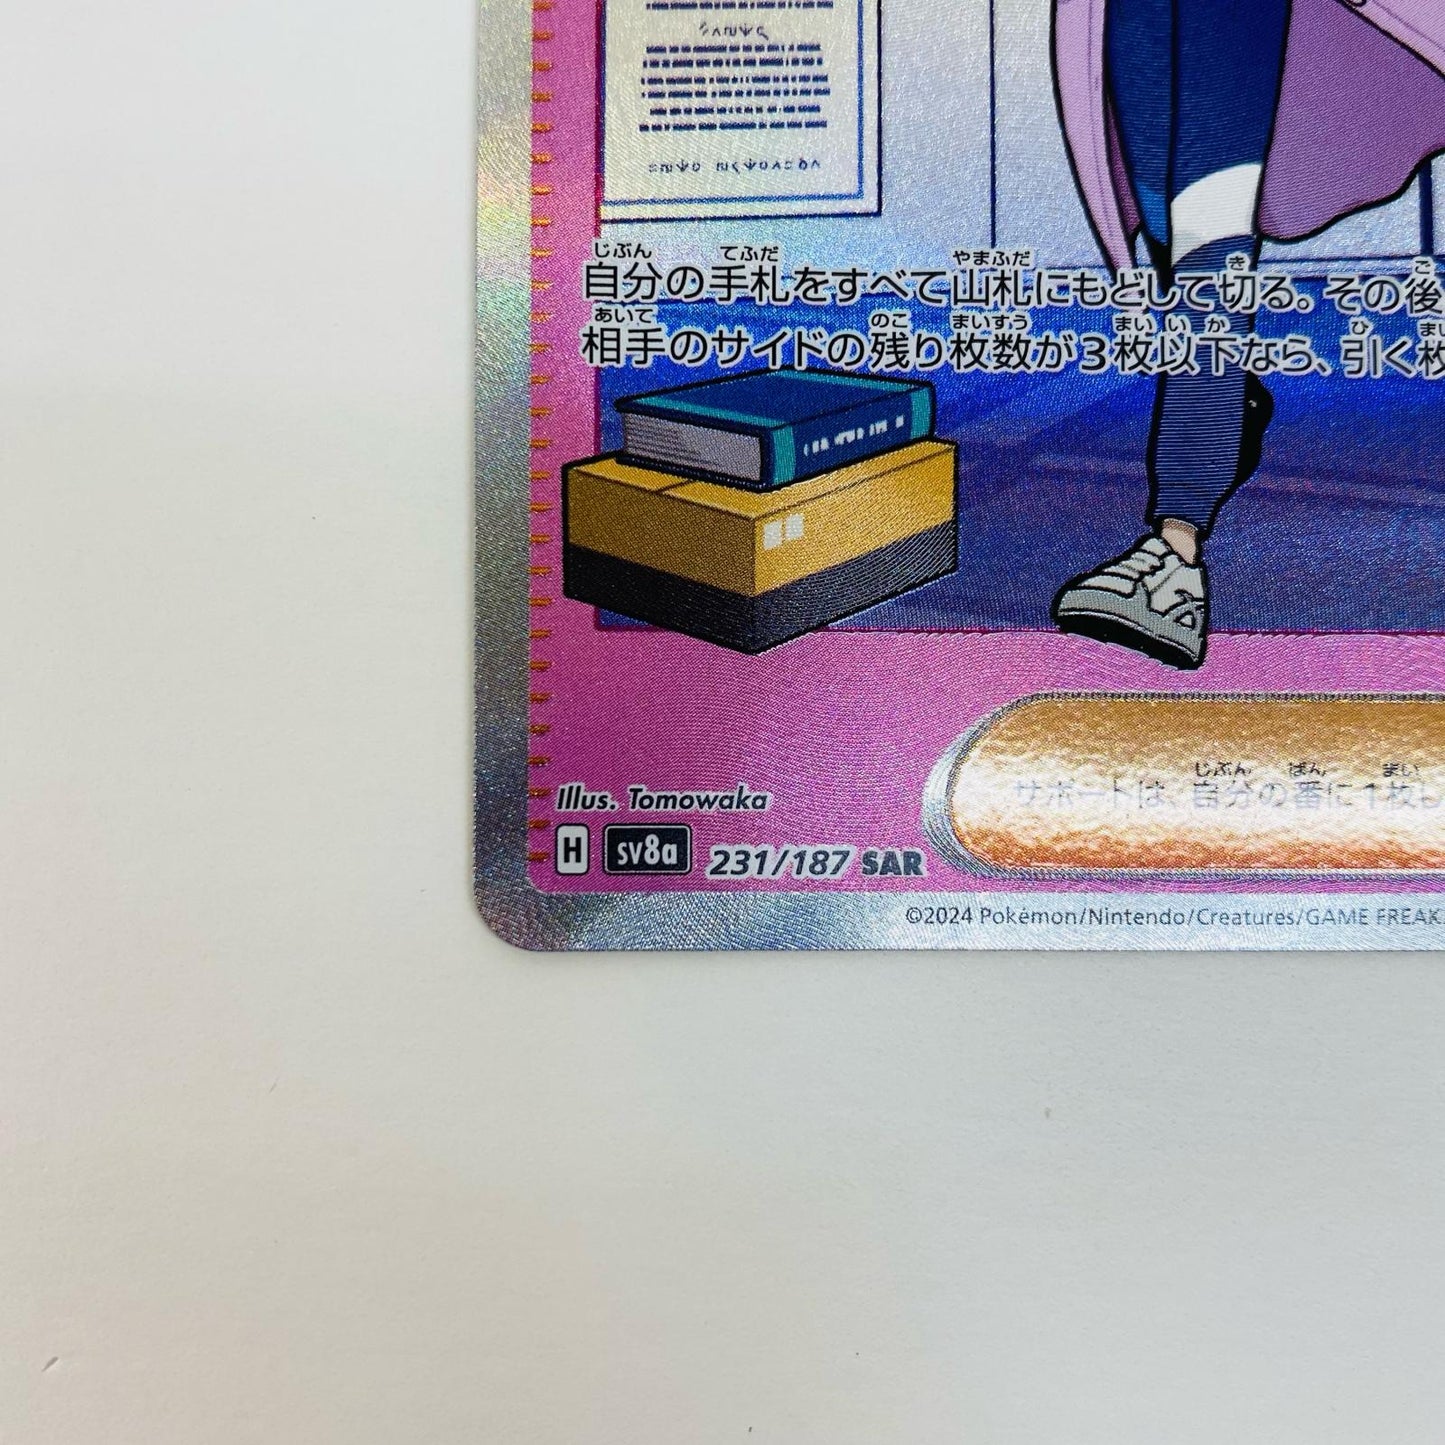 自分の手札をすべて山札にもどして切る。その後
相手のサイドの残り枚数が3枚以下なら、引く枚
サポートは、自分の番に1枚し
Illus. Tomowaka
H sv8a 231/187 SAR
©2024 Pokémon/Nintendo/Creatures/GAME FREAK